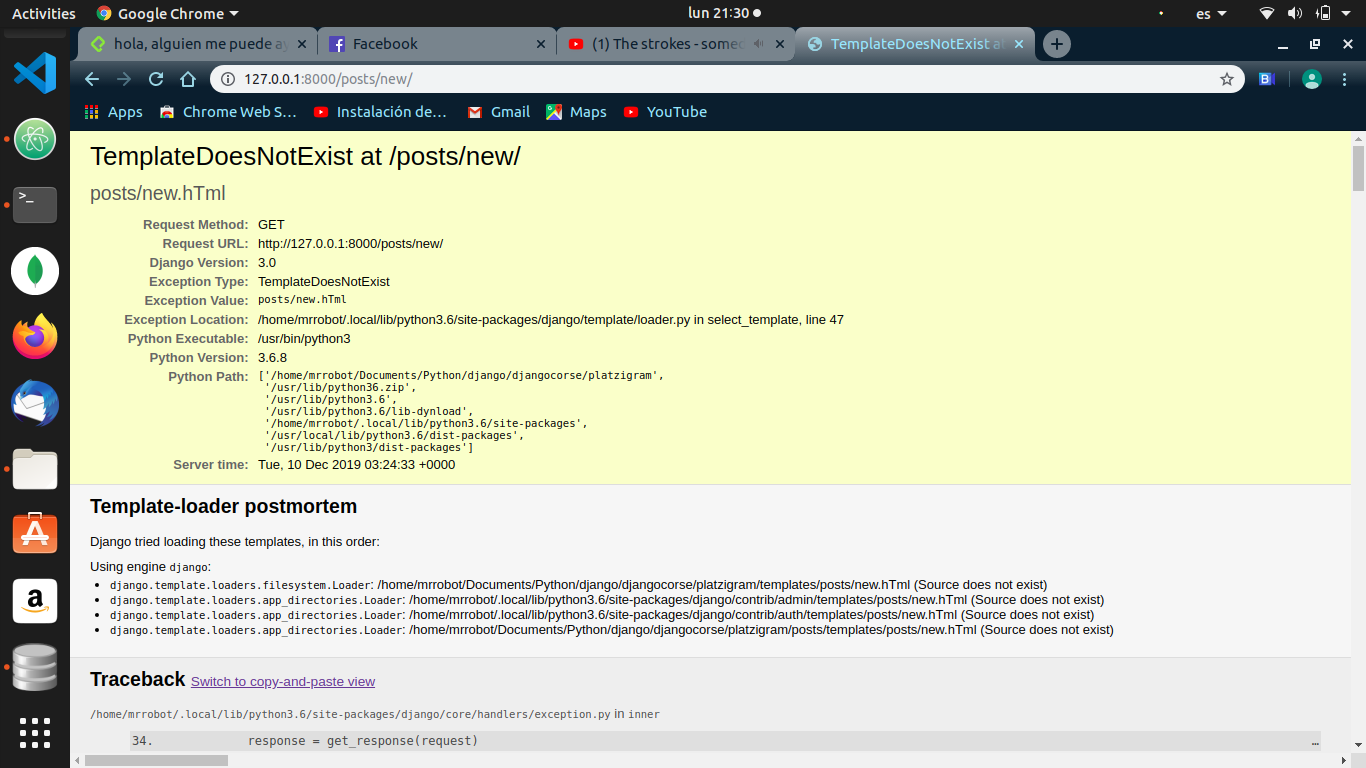 Activities
Google Chrome
lun 21:30
es
hola, alguien me puede ay
Facebook
(1) The strokes - some
TemplateDoesNotExist a
127.0.0.1:8000/posts/new/
Apps
Chrome Web S...
Instalación de...
Gmail
Maps
YouTube
TemplateDoesNotExist at /posts/new/
posts/new.hTml
Request Method: GET
Request URL: http://127.0.0.1:8000/posts/new/
Django Version: 3.0
Exception Type: TemplateDoesNotExist
Exception Value: posts/new.hTml
Exception Location: /home/mrrobot/.local/lib/python3.6/site-packages/django/template/loader.py in select_template, line 47
Python Executable: /usr/bin/python3
Python Version: 3.6.8
Python Path: ['/home/mrrobot/Documents/Python/django/djangocorse/platzigram',
'/usr/lib/python36.zip',
'/usr/lib/python3.6',
'/usr/lib/python3.6/lib-dynload',
'/home/mrrobot/.local/lib/python3.6/site-packages',
'/usr/local/lib/python3.6/dist-packages',
'/usr/lib/python3/dist-packages']
Server time: Tue, 10 Dec 2019 03:24:33 +0000
Template-loader postmortem
Django tried loading these templates, in this order:
Using engine django:
• django.template.loaders.filesystem.Loader: /home/mrrobot/Documents/Python/django/djangocorse/platzigram/templates/posts/new.hTml (Source does not exist)
• django.template.loaders.app_directories.Loader: /home/mrrobot/.local/lib/python3.6/site-packages/django/contrib/admin/templates/posts/new.hTml (Source does not exist)
• django.template.loaders.app_directories.Loader: /home/mrrobot/.local/lib/python3.6/site-packages/django/contrib/auth/templates/posts/new.hTml (Source does not exist)
• django.template.loaders.app_directories.Loader: /home/mrrobot/Documents/Python/django/djangocorse/platzigram/posts/templates/posts/new.hTml (Source does not exist)
Traceback Switch to copy-and-paste view
/home/mrrobot/.local/lib/python3.6/site-packages/django/core/handlers/exception.py in inner
34. response = get_response(request) …